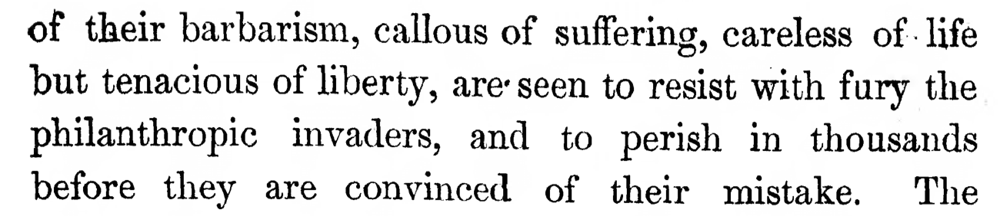 of their barbarism, callous of suffering, careless of life
but tenacious of liberty, are seen to resist with fury the
philanthropic invaders, and to perish in thousands
before they are convinced of their mistake. The